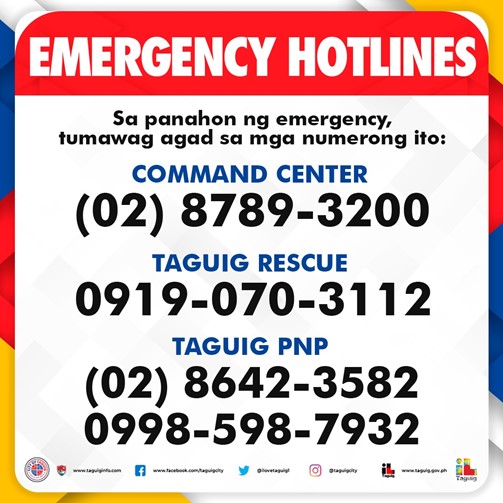 EMERGENCY HOTLINES
Sa panahon ng emergency,
tumawag agad sa mga numerong ito:
COMMAND CENTER
(02) 8789-3200
TAGUIG RESCUE
0919-070-3112
TAGUIG PNP
(02) 8642-3582
0998-598-7932
www.taguiginfo.com www.facebook.com/taguigcity @ilovetaguig1 @taguigcity www.taguig.gov.ph Taguig